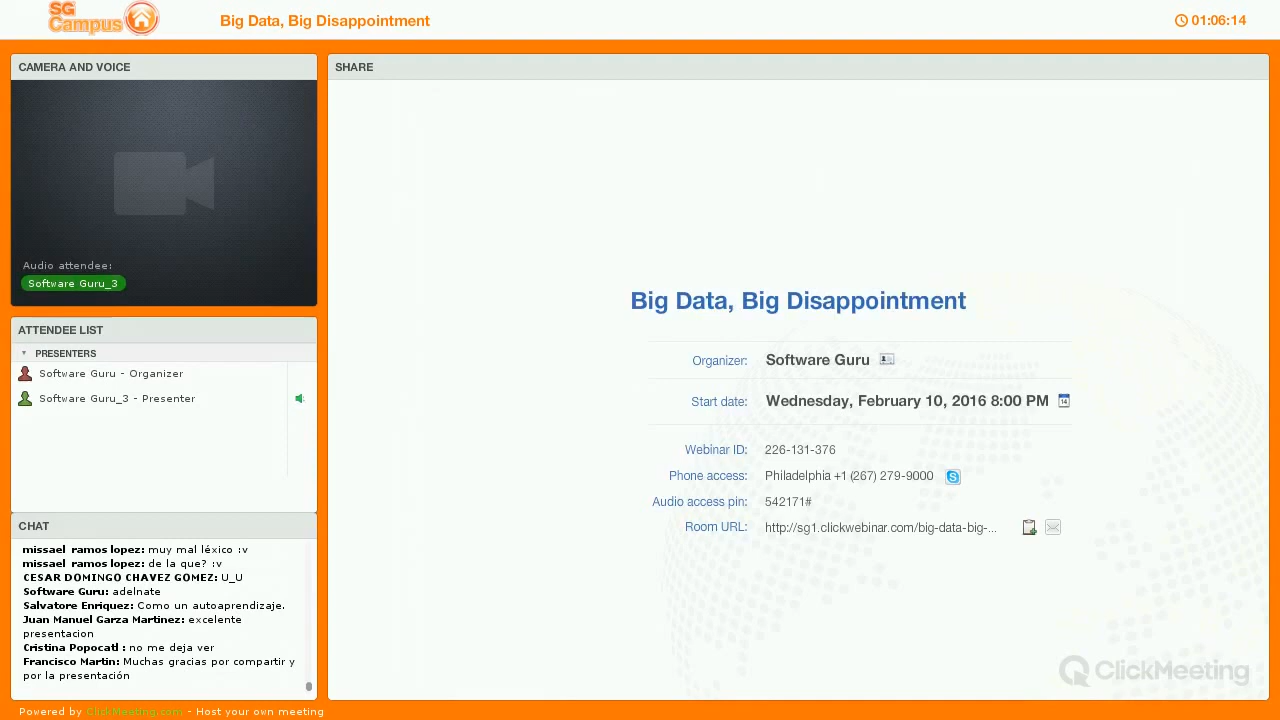 SG
Campus
Big Data, Big Disappointment
01:06:14
CAMERA AND VOICE
Audio attendee:
Software Guru_3
ATTENDEE LIST
PRESENTERS
Software Guru - Organizer
Software Guru_3 - Presenter
CHAT
missael ramos lopez: muy mal léxico :v
missael ramos lopez: de la que? :v
CESAR DOMINGO CHAVEZ GOMEZ: U_U
Software Guru: adelnate
Salvatore Enriquez: Como un autoaprendizaje.
Juan Manuel Garza Martinez: excelente
presentacion
Cristina Popocatl : no me deja ver
Francisco Martin: Muchas gracias por compartir y
por la presentación
SHARE
Big Data, Big Disappointment
Organizer: Software Guru
Start date: Wednesday, February 10, 2016 8:00 PM
14
Webinar ID: 226-131-376
Phone access: Philadelphia +1 (267) 279-9000
Audio access pin: 542171#
Room URL: http://sg1.clickwebinar.com/big-data-big-...
ClickMeeting
Powered by ClickMeeting.com - Host your own meeting